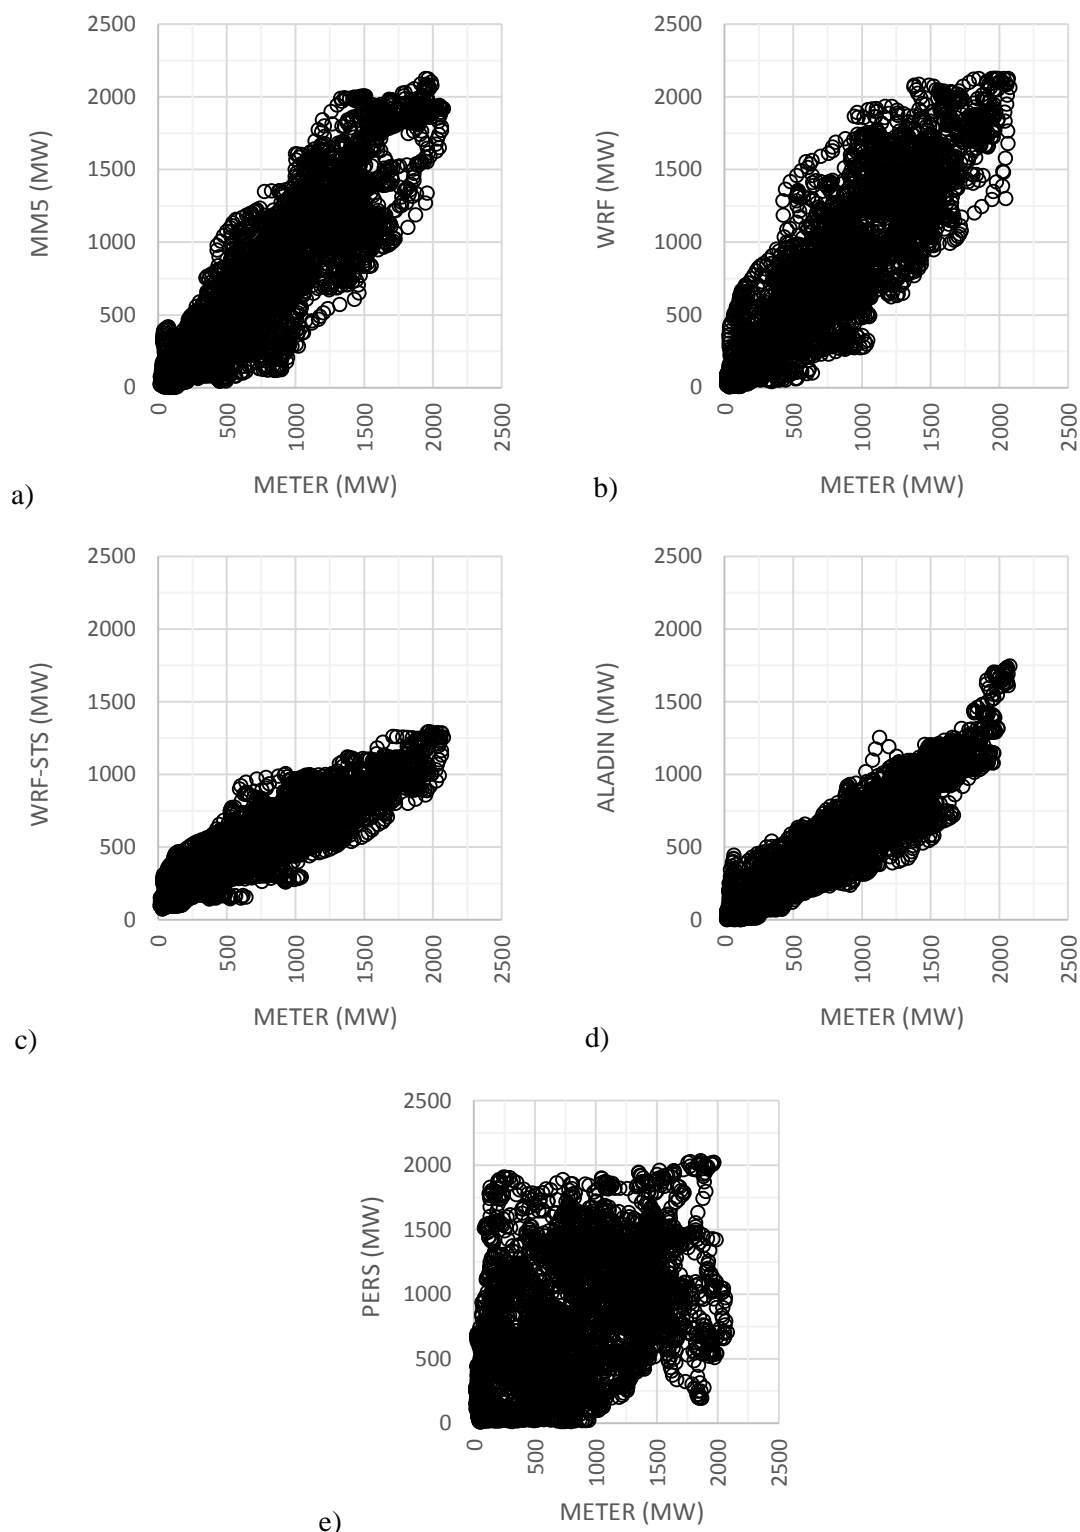 2500
2000
1500
1000
500
0
MM5 (MW)
0 500 1000 1500 2000 2500
METER (MW)
a)
2500
2000
1500
1000
500
0
WRF (MW)
0 500 1000 1500 2000 2500
METER (MW)
b)
2500
2000
1500
1000
500
0
WRF-STS (MW)
0 500 1000 1500 2000 2500
METER (MW)
c)
2500
2000
1500
1000
500
0
ALADIN (MW)
0 500 1000 1500 2000 2500
METER (MW)
d)
2500
2000
1500
1000
500
0
PERS (MW)
0 500 1000 1500 2000 2500
METER (MW)
e)